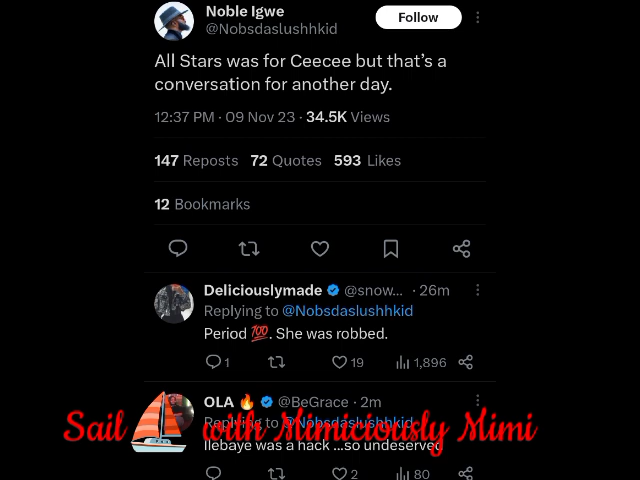 Noble Igwe
@Nobsdaslushhkid
Follow
All Stars was for Ceecee but that's a
conversation for another day.
12:37 PM · 09 Nov 23 · 34.5K Views
147 Reposts 72 Quotes 593 Likes
12 Bookmarks
Deliciouslymade @snow... · 26m
Replying to @Nobsdaslushhkid
Period 💯. She was robbed.
1 19 1,896
OLA 🔥 @BeGrace · 2m
Replying to @Nobsdaslushhkid
Sail with Mimiciously Mimi
Ilebaye was a hack ...so undeserved
2 80